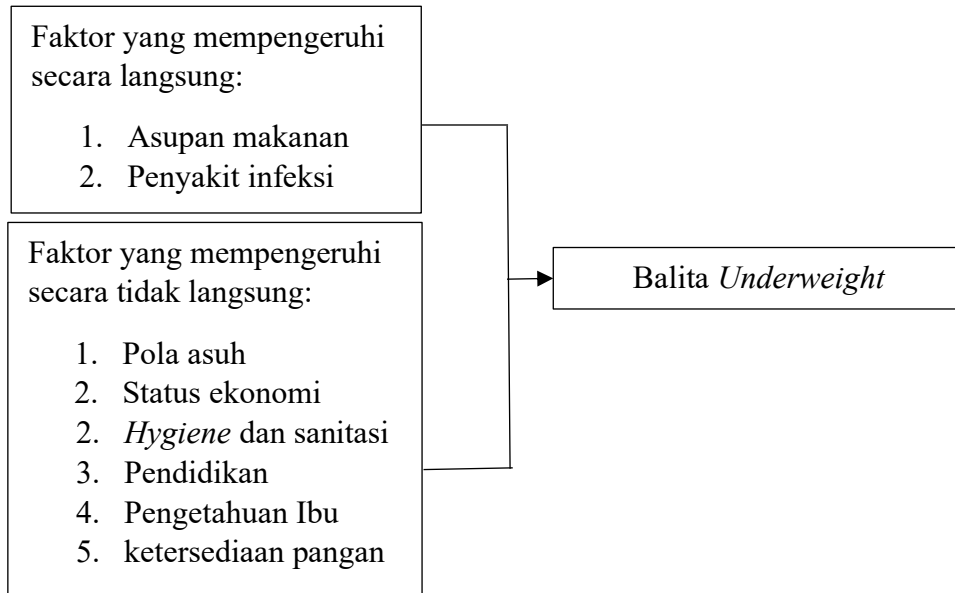 Faktor yang mempengeruhi
secara langsung:
1. Asupan makanan
2. Penyakit infeksi
Faktor yang mempengeruhi
secara tidak langsung:
1. Pola asuh
2. Status ekonomi
2. Hygiene dan sanitasi
3. Pendidikan
4. Pengetahuan Ibu
5. ketersediaan pangan
Balita Underweight